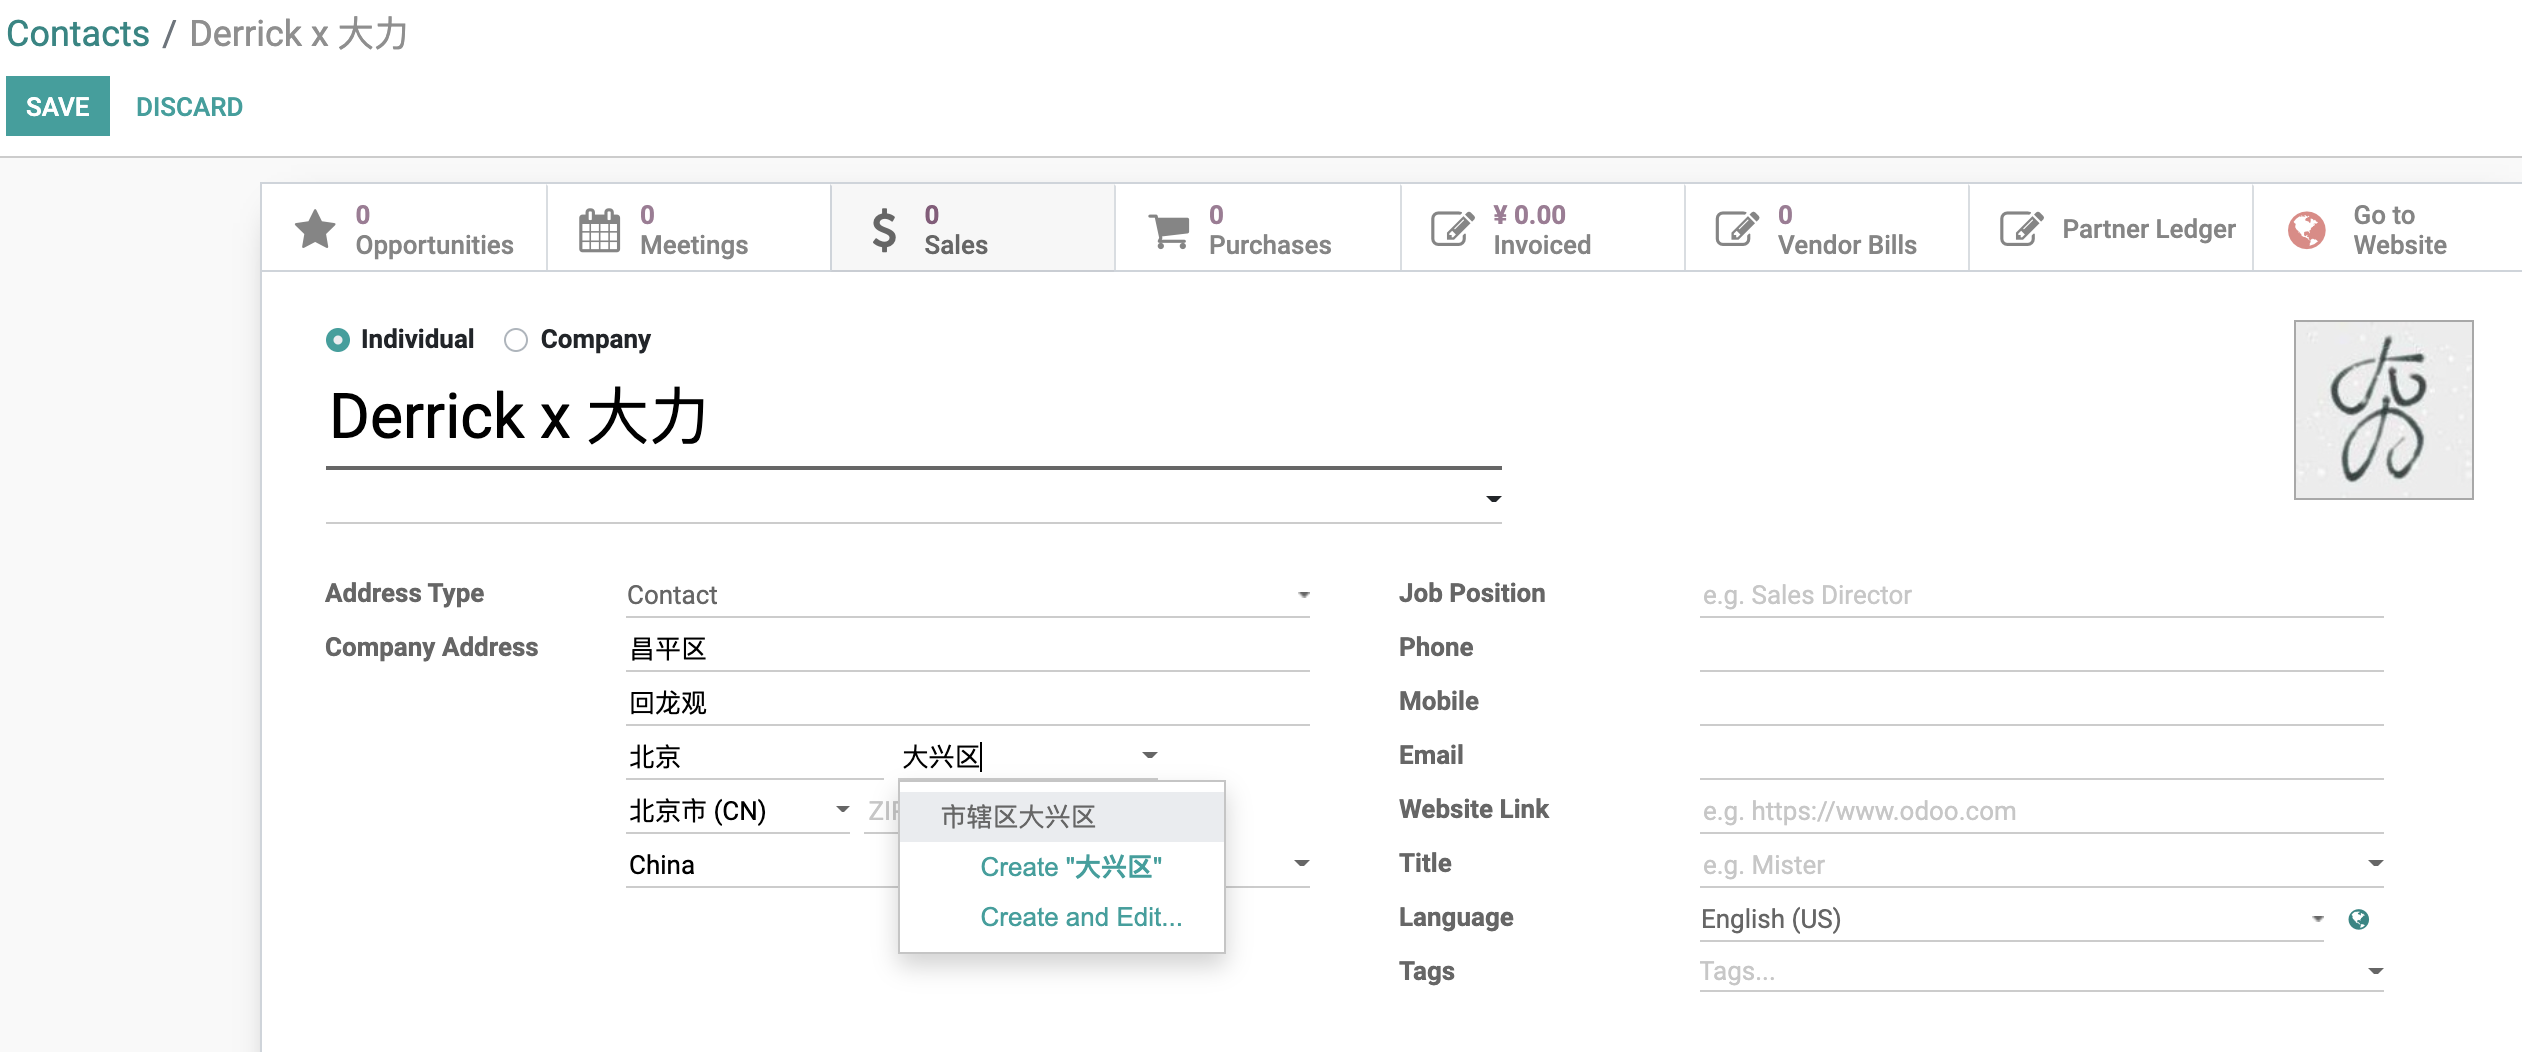 Contacts / Derrick x 大力
SAVE DISCARD
0 Opportunities
0 Meetings
0 Sales
0 Purchases
¥ 0.00 Invoiced
0 Vendor Bills
Partner Ledger
Go to Website
Individual Company
Derrick x 大力
Address Type Contact
Company Address 昌平区
回龙观
北京 大兴区
北京市 (CN)
China
市辖区大兴区
Create "大兴区"
Create and Edit...
Job Position e.g. Sales Director
Phone
Mobile
Email
Website Link e.g. https://www.odoo.com
Title e.g. Mister
Language English (US)
Tags Tags...